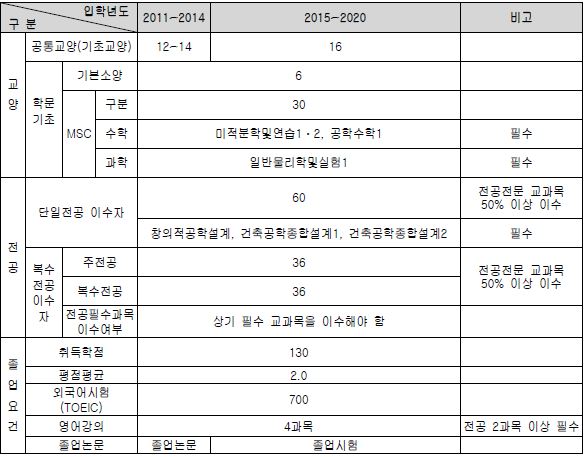 입학년도
구 분
2011-2014
2015-2020
비고
교양
공통교양(기초교양)
12-14
16
학문
기초
기본소양
6
MSC
구분
30
수학
미적분학및연습1·2, 공학수학1
필수
과학
일반물리학및실험1
필수
전공
단일전공 이수자
60
전공전문 교과목
50% 이상 이수
창의적공학설계, 건축공학종합설계1, 건축공학종합설계2
필수
복수
전공
이수
자
주전공
36
전공전문 교과목
50% 이상 이수
복수전공
36
전공필수과목
이수여부
상기 필수 교과목을 이수해야 함
졸업요건
취득학점
130
평점평균
2.0
외국어시험
(TOEIC)
700
영어강의
4과목
전공 2과목 이상 필수
졸업논문
졸업논문
졸업시험